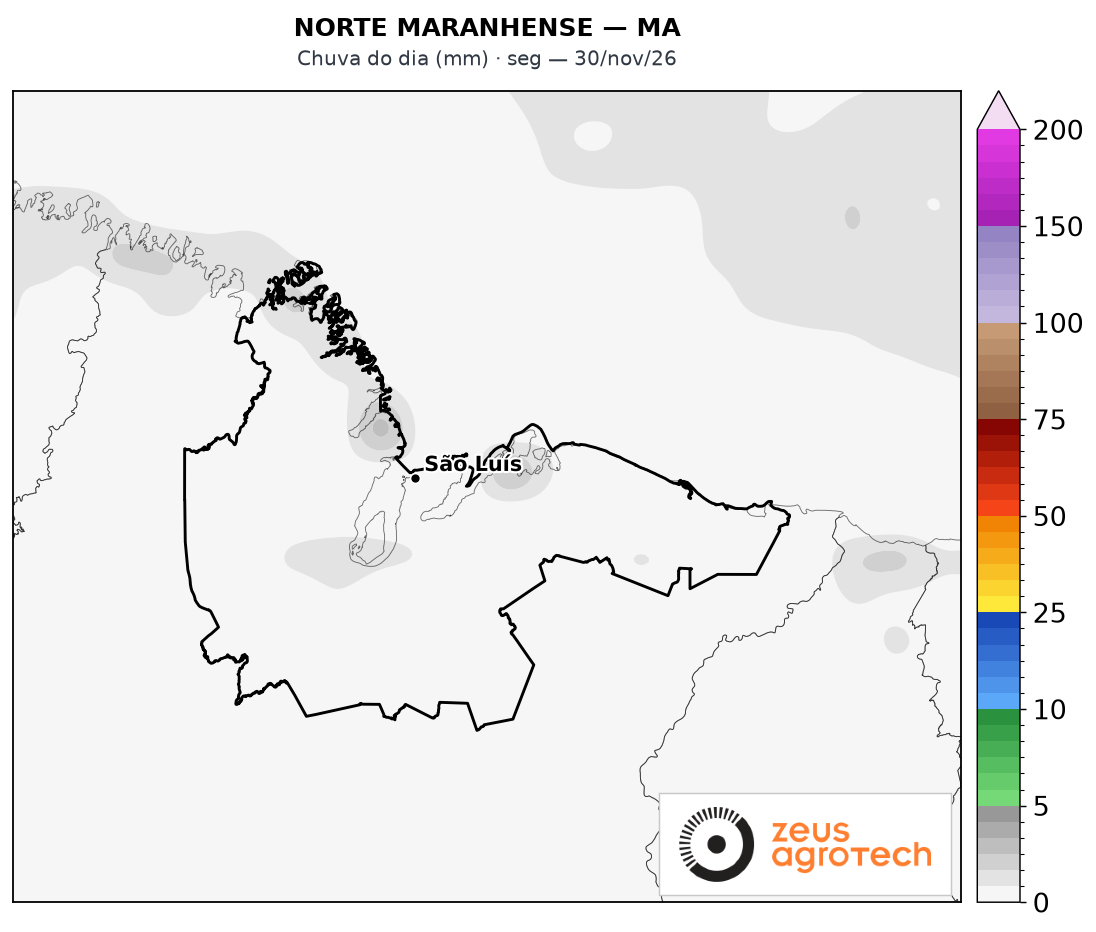 NORTE MARANHENSE — MA
Chuva do dia (mm) · seg — 30/nov/26
200
150
100
75
50
25
10
5
0
São Luís
zeus
agrotech